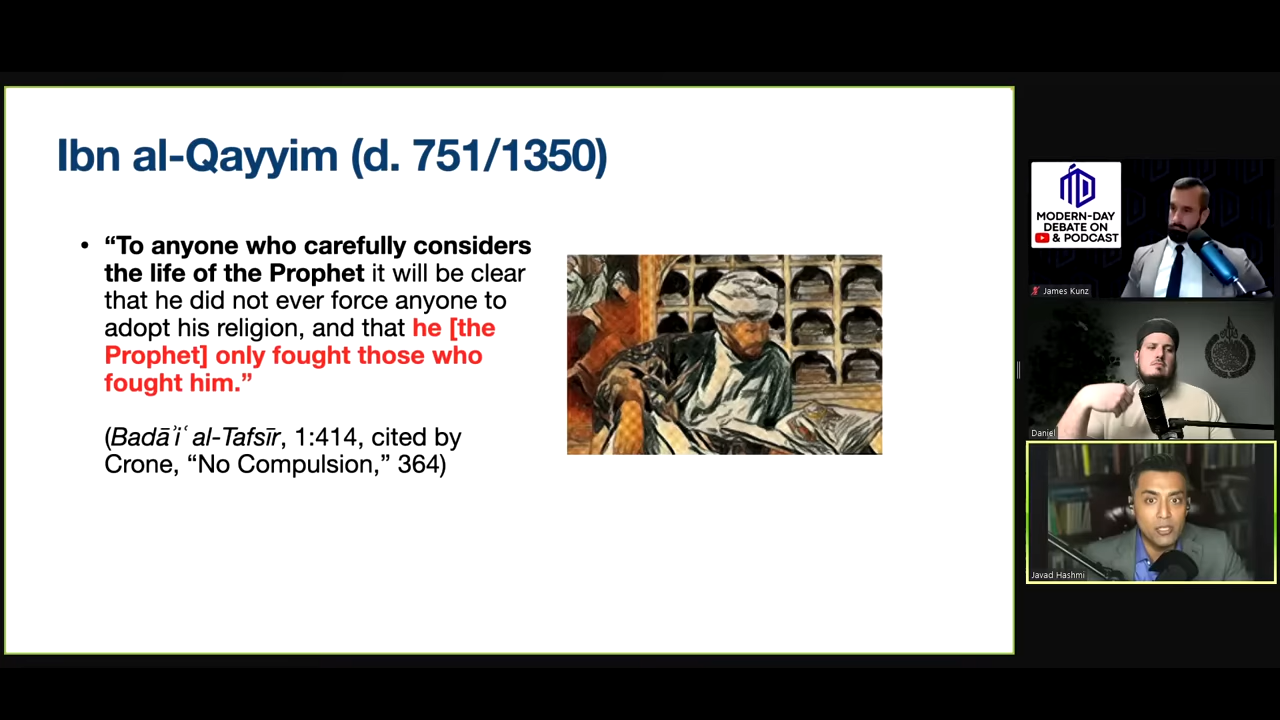 Ibn al-Qayyim (d. 751/1350)
• “To anyone who carefully considers
the life of the Prophet it will be clear
that he did not ever force anyone to
adopt his religion, and that he [the
Prophet] only fought those who
fought him.”
(Badāʾiʿ al-Tafsīr, 1:414, cited by
Crone, “No Compulsion,” 364)
MODERN-DAY
DEBATE ON
& PODCAST
James Kunz
Daniel
Javad Hashmi